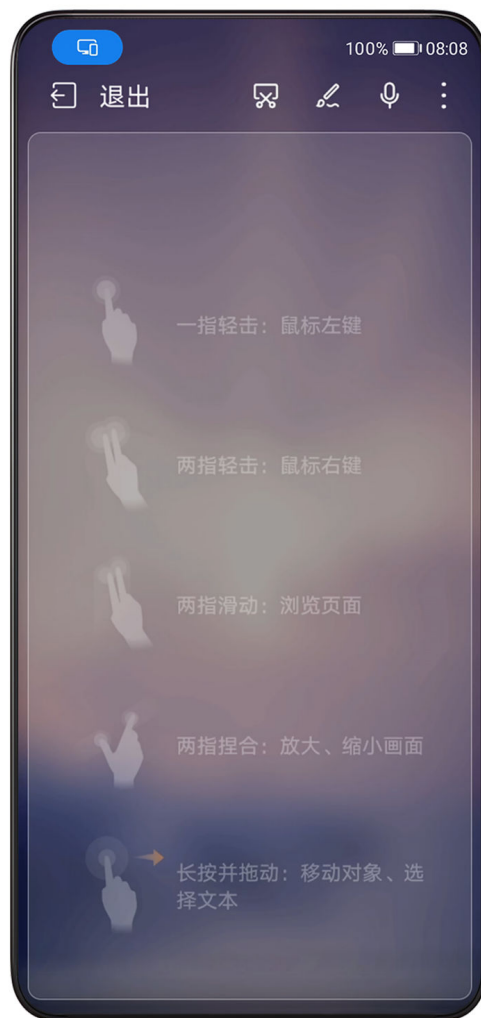 100% 08:08
退出
一指轻击：鼠标左键
两指轻击：鼠标右键
两指滑动：浏览页面
两指捏合：放大、缩小画面
长按并拖动：移动对象、选
择文本